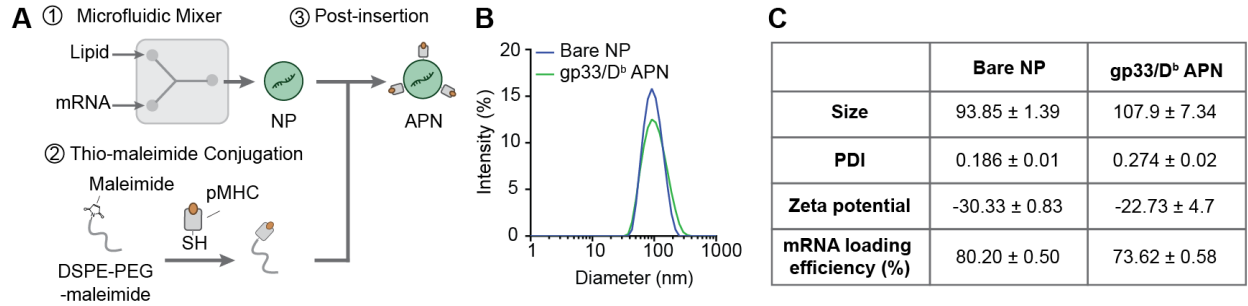 A ① Microfluidic Mixer ③ Post-insertion
Lipid
mRNA
NP
APN
② Thio-maleimide Conjugation
Maleimide
pMHC
SH
DSPE-PEG
-maleimide
B
Bare NP
gp33/Dᵇ APN
Intensity (%)
20
15
10
5
0
1 10 100 1000
Diameter (nm)
C
Bare NP gp33/Dᵇ APN
Size 93.85 ± 1.39 107.9 ± 7.34
PDI 0.186 ± 0.01 0.274 ± 0.02
Zeta potential -30.33 ± 0.83 -22.73 ± 4.7
mRNA loading
efficiency (%) 80.20 ± 0.50 73.62 ± 0.58